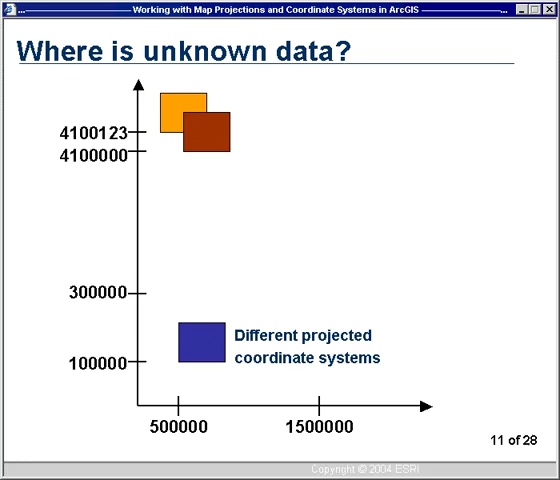 Working with Map Projections and Coordinate Systems in ArcGIS
Where is unknown data?
4100123
4100000
300000
100000
Different projected
coordinate systems
500000
1500000
11 of 28
Copyright © 2004 ESRI